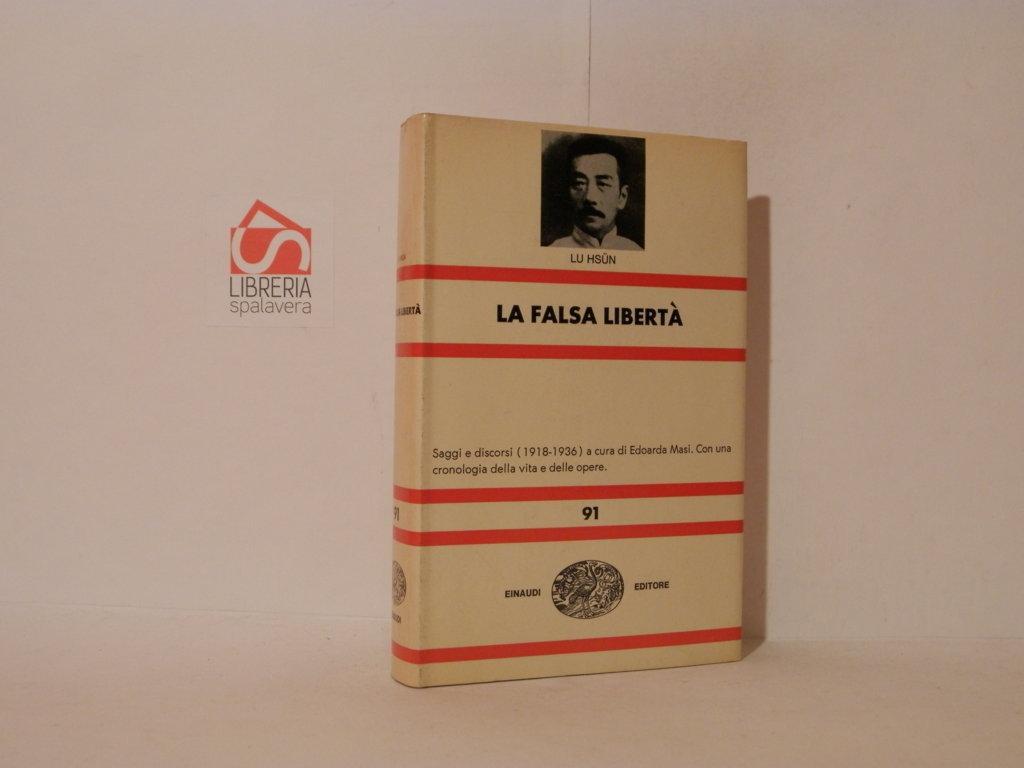 LIBRERIA
spalavera
LU HSÜN
LA FALSA LIBERTÀ
Saggi e discorsi (1918-1936) a cura di Edoarda Masi. Con una
cronologia della vita e delle opere.
91
91
EINAUDI
EDITORE